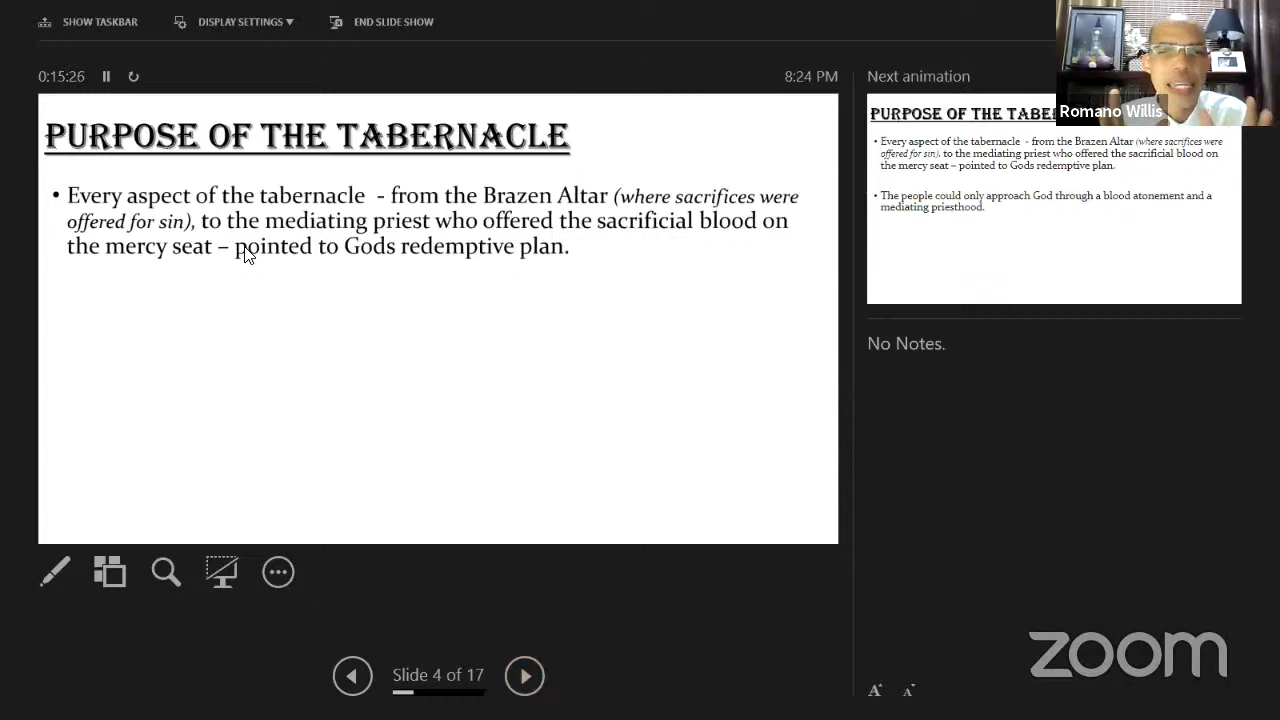 SHOW TASKBAR DISPLAY SETTINGS ▼ END SLIDE SHOW
0:15:26 8:24 PM
PURPOSE OF THE TABERNACLE
• Every aspect of the tabernacle - from the Brazen Altar (where sacrifices were
offered for sin), to the mediating priest who offered the sacrificial blood on
the mercy seat – pointed to Gods redemptive plan.
Next animation
Romano Willis
PURPOSE OF THE TABE
• Every aspect of the tabernacle - from the Brazen Altar (where sacrifices were
offered for sin), to the mediating priest who offered the sacrificial blood on
the mercy seat – pointed to Gods redemptive plan.
• The people could only approach God through a blood atonement and a
mediating priesthood.
No Notes.
Slide 4 of 17
A A
zoom